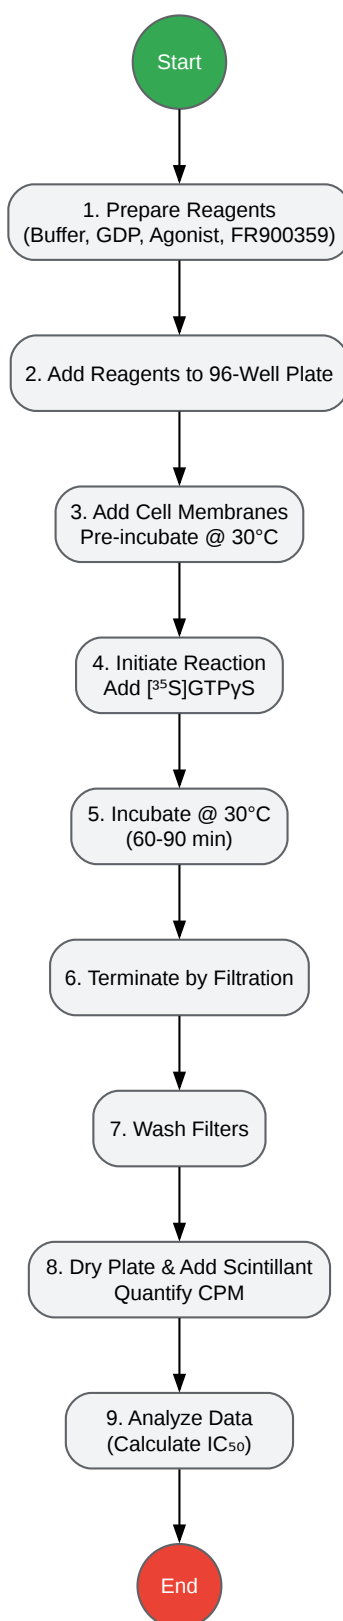 Start
1. Prepare Reagents
(Buffer, GDP, Agonist, FR900359)
2. Add Reagents to 96-Well Plate
3. Add Cell Membranes
Pre-incubate @ 30°C
4. Initiate Reaction
Add [³⁵S]GTPγS
5. Incubate @ 30°C
(60-90 min)
6. Terminate by Filtration
7. Wash Filters
8. Dry Plate & Add Scintillant
Quantify CPM
9. Analyze Data
(Calculate IC₅₀)
End